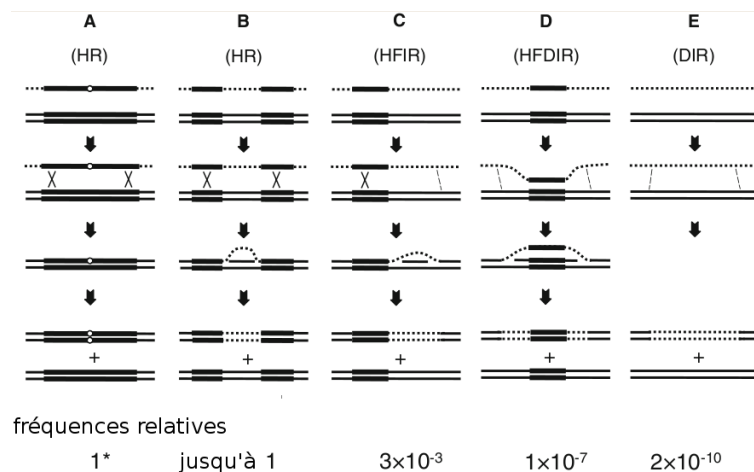 A B C D E
(HR) (HR) (HFIR) (HFDIR) (DIR)
+ + + + +
fréquences relatives
1* jusqu'à 1 3×10⁻³ 1×10⁻⁷ 2×10⁻¹⁰